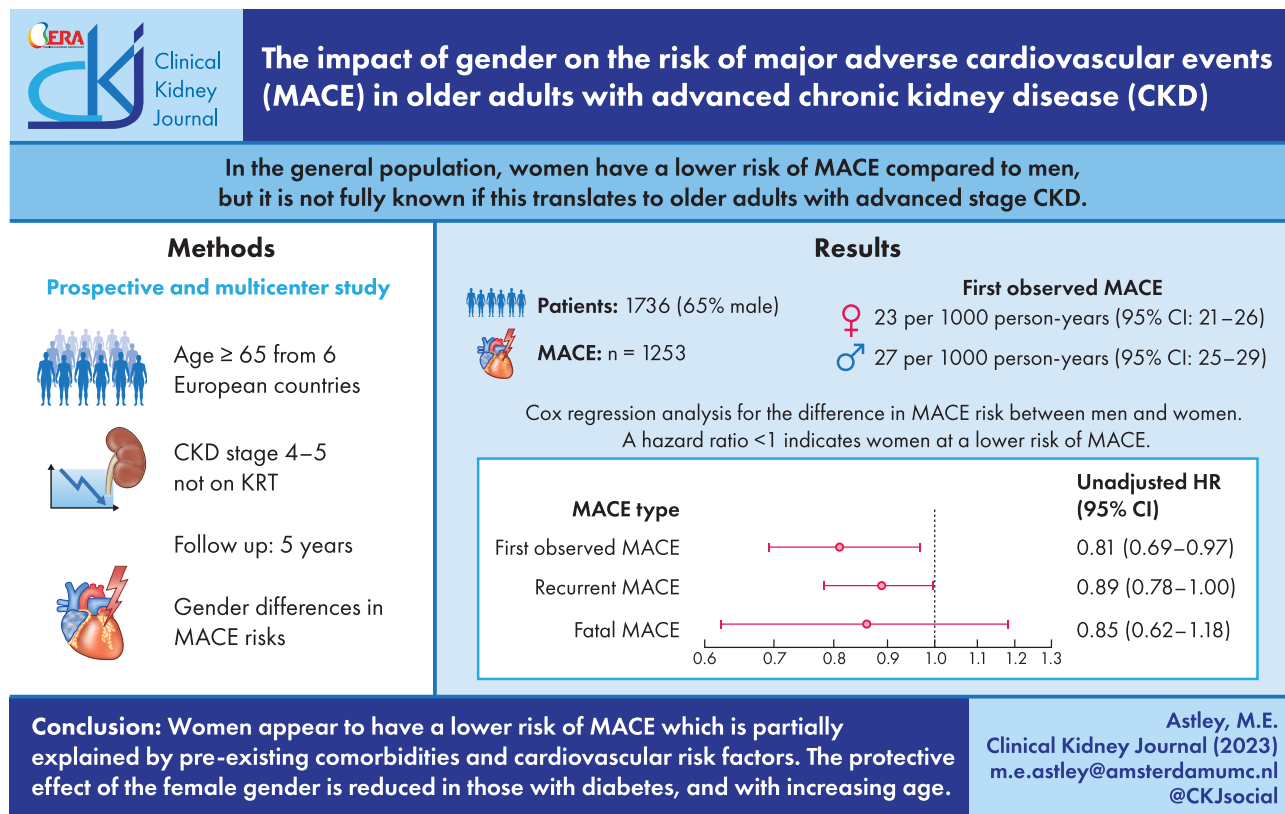 ERA
ckj
Clinical
Kidney
Journal
The impact of gender on the risk of major adverse cardiovascular events
(MACE) in older adults with advanced chronic kidney disease (CKD)
In the general population, women have a lower risk of MACE compared to men,
but it is not fully known if this translates to older adults with advanced stage CKD.
Methods
Prospective and multicenter study
Age ≥ 65 from 6
European countries
CKD stage 4–5
not on KRT
Follow up: 5 years
Gender differences in
MACE risks
Results
Patients: 1736 (65% male)
MACE: n = 1253
First observed MACE
♀ 23 per 1000 person-years (95% CI: 21–26)
♂ 27 per 1000 person-years (95% CI: 25–29)
Cox regression analysis for the difference in MACE risk between men and women.
A hazard ratio <1 indicates women at a lower risk of MACE.
MACE type
Unadjusted HR
(95% CI)
First observed MACE 0.81 (0.69–0.97)
Recurrent MACE 0.89 (0.78–1.00)
Fatal MACE 0.85 (0.62–1.18)
0.6 0.7 0.8 0.9 1.0 1.1 1.2 1.3
Conclusion: Women appear to have a lower risk of MACE which is partially
explained by pre-existing comorbidities and cardiovascular risk factors. The protective
effect of the female gender is reduced in those with diabetes, and with increasing age.
Astley, M.E.
Clinical Kidney Journal (2023)
m.e.astley@amsterdamumc.nl
@CKJsocial